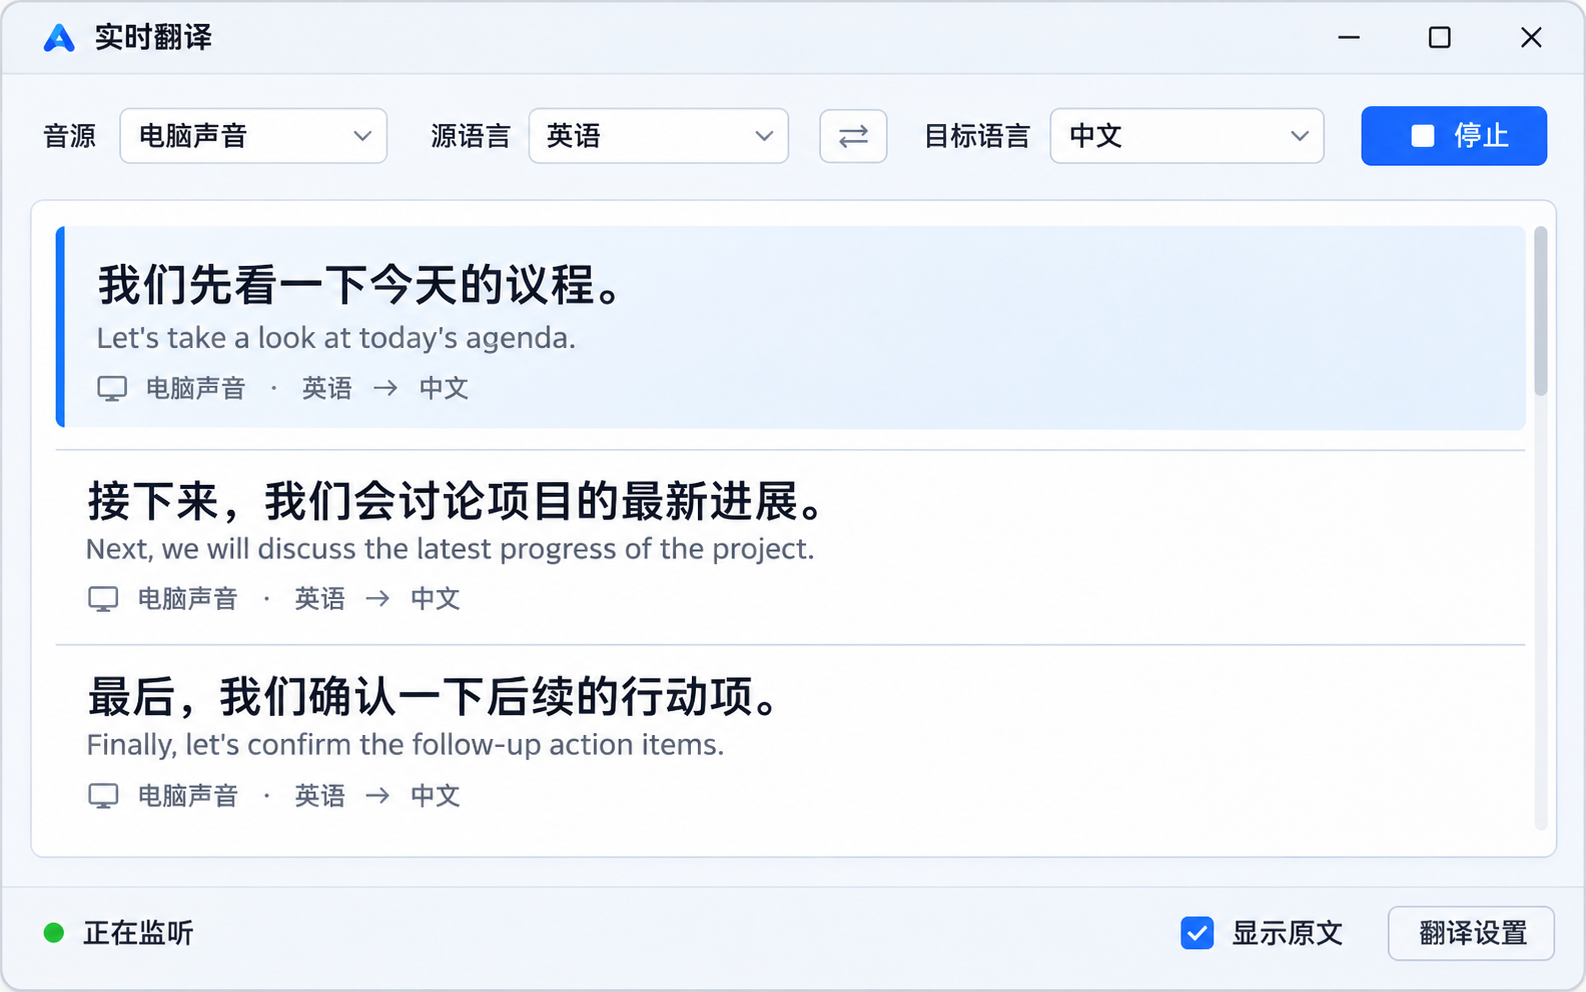 实时翻译
音源 电脑声音 源语言 英语 目标语言 中文 停止
我们先看一下今天的议程。
Let's take a look at today's agenda.
电脑声音 · 英语 → 中文
接下来，我们会讨论项目的最新进展。
Next, we will discuss the latest progress of the project.
电脑声音 · 英语 → 中文
最后，我们确认一下后续的行动项。
Finally, let's confirm the follow-up action items.
电脑声音 · 英语 → 中文
正在监听 显示原文 翻译设置